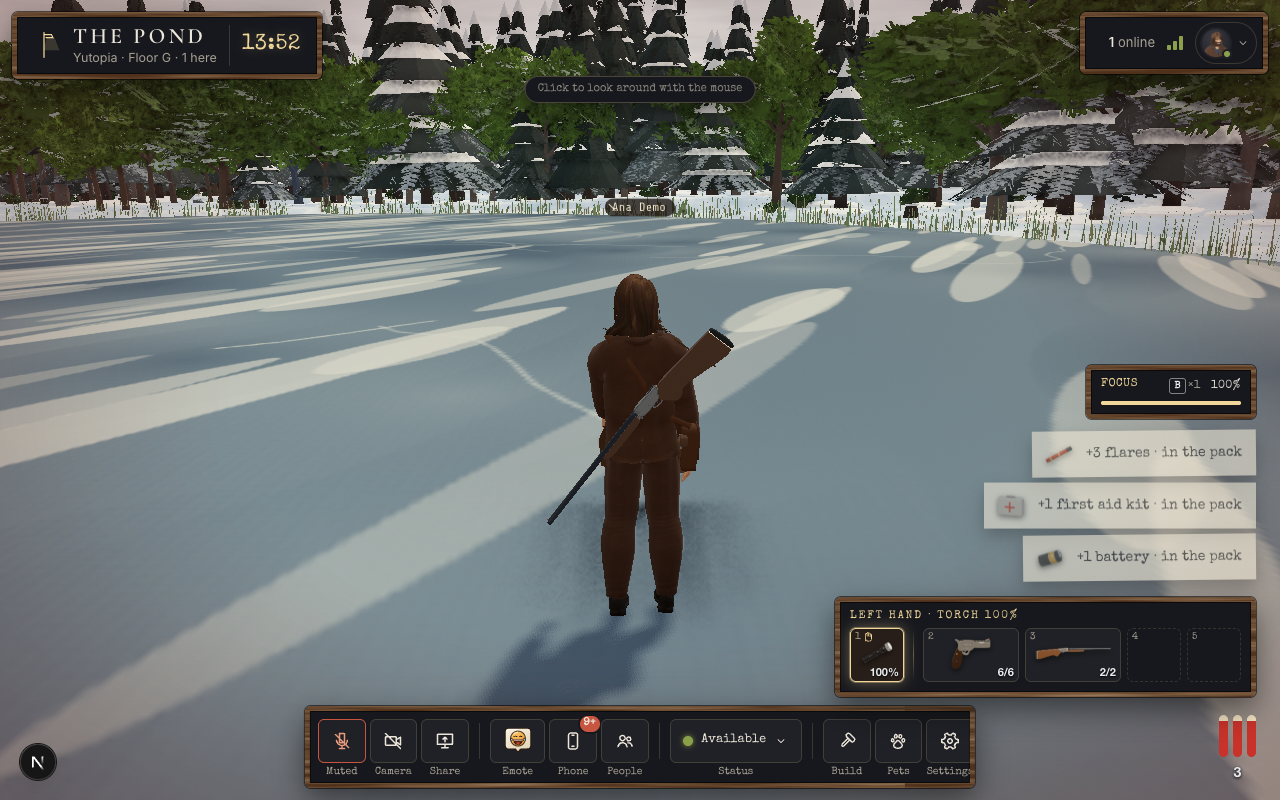 THE POND
Yutopia · Floor G · 1 here
13:52
1 online
Click to look around with the mouse
Ana Demo
FOCUS
B ×1 100%
+3 flares · in the pack
+1 first aid kit · in the pack
+1 battery · in the pack
LEFT HAND · TORCH 100%
1
100%
2
6/6
3
2/2
4
5
9+
Available
Muted
Camera
Share
Emote
Phone
People
Status
Build
Pets
Setting
N
3